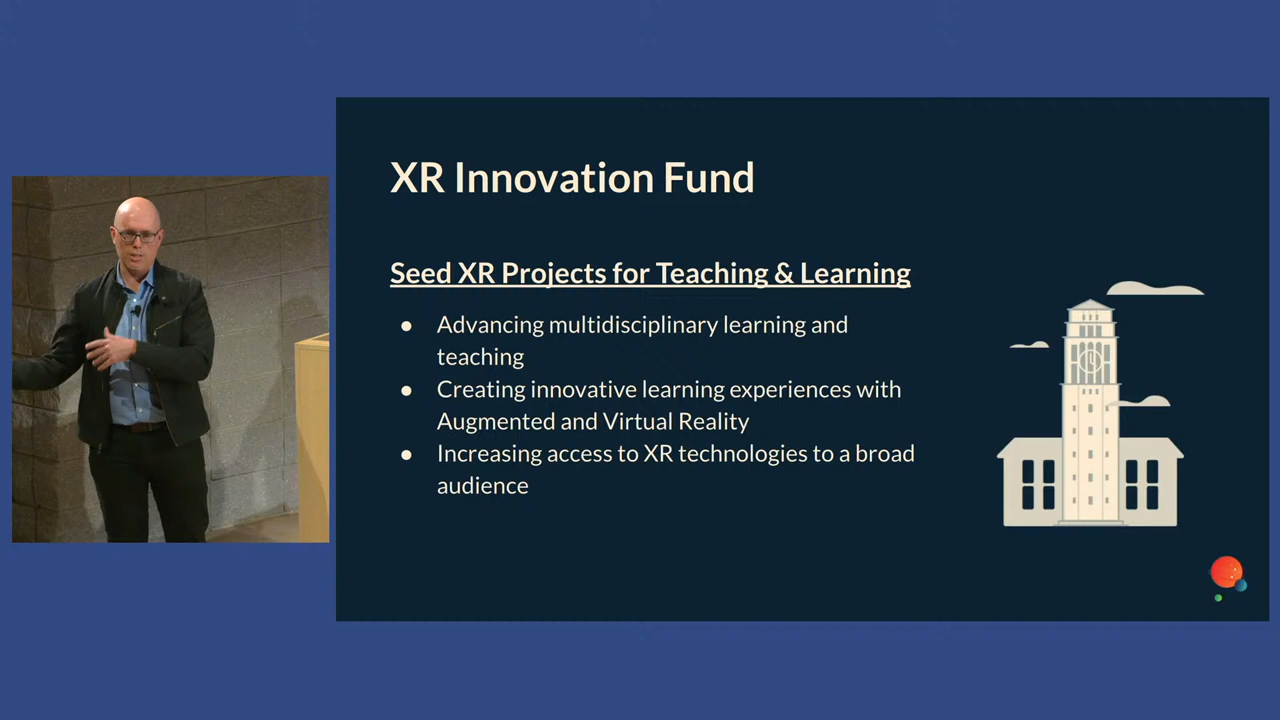 XR Innovation Fund
Seed XR Projects for Teaching & Learning
● Advancing multidisciplinary learning and
teaching
● Creating innovative learning experiences with
Augmented and Virtual Reality
● Increasing access to XR technologies to a broad
audience